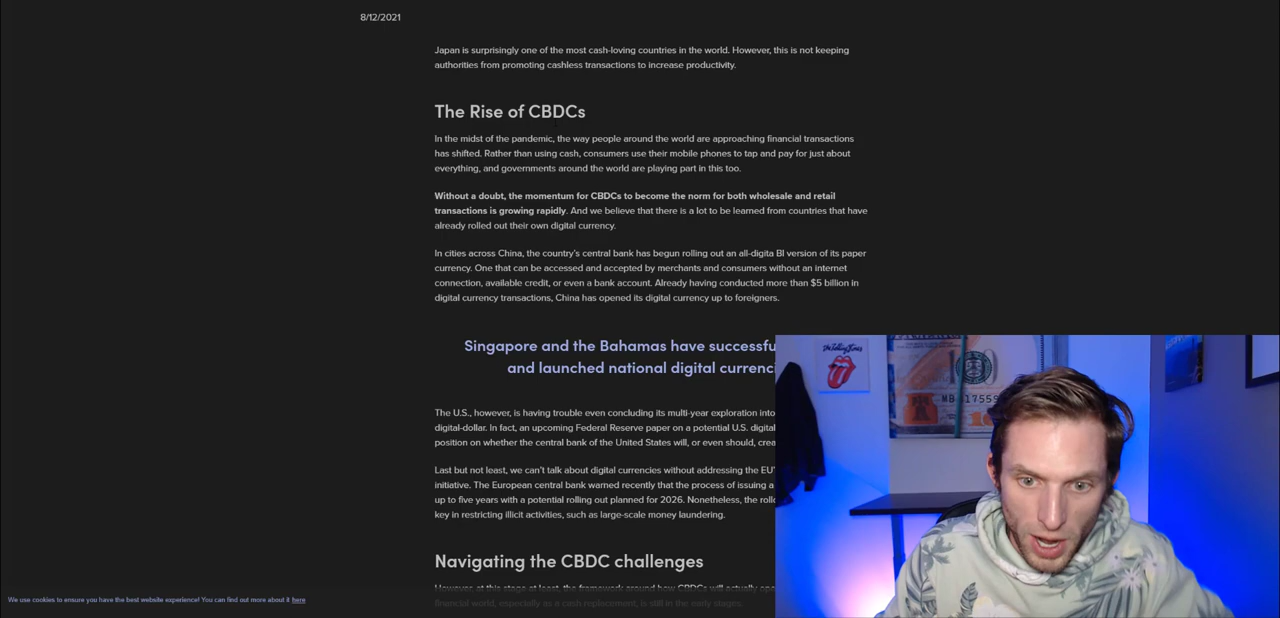 8/12/2021
Japan is surprisingly one of the most cash-loving countries in the world. However, this is not keeping
authorities from promoting cashless transactions to increase productivity.
The Rise of CBDCs
In the midst of the pandemic, the way people around the world are approaching financial transactions
has shifted. Rather than using cash, consumers use their mobile phones to tap and pay for just about
everything, and governments around the world are playing part in this too.
Without a doubt, the momentum for CBDCs to become the norm for both wholesale and retail
transactions is growing rapidly. And we believe that there is a lot to be learned from countries that have
already rolled out their own digital currency.
In cities across China, the country's central bank has begun rolling out an all-digita BI version of its paper
currency. One that can be accessed and accepted by merchants and consumers without an internet
connection, available credit, or even a bank account. Already having conducted more than $5 billion in
digital currency transactions, China has opened its digital currency up to foreigners.
Singapore and the Bahamas have successfu
and launched national digital currenci
The U.S., however, is having trouble even concluding its multi-year exploration into
digital-dollar. In fact, an upcoming Federal Reserve paper on a potential U.S. digital
position on whether the central bank of the United States will, or even should, crea
Last but not least, we can't talk about digital currencies without addressing the EU'
initiative. The European central bank warned recently that the process of issuing a
up to five years with a potential rolling out planned for 2026. Nonetheless, the rollo
key in restricting illicit activities, such as large-scale money laundering.
Navigating the CBDC challenges
However, at this stage at least, the framework around how CBDCs will actually ope
financial world, especially as a cash replacement, is still in the early stages.
We use cookies to ensure you have the best website experience! You can find out more about it here
The Rolling Stones
MB 17559